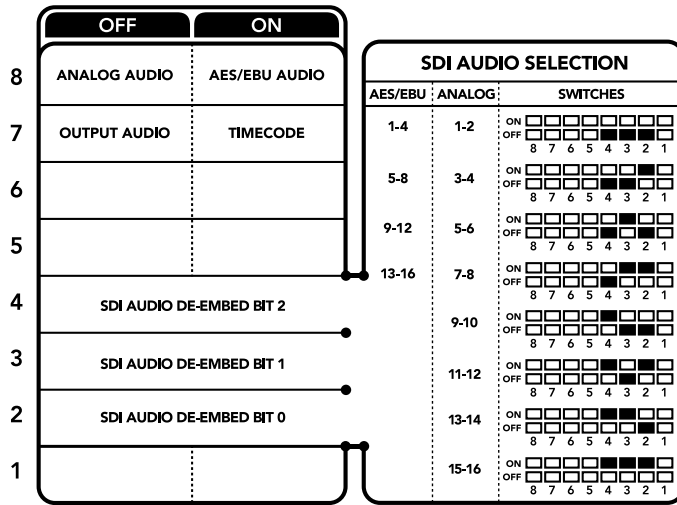 OFF ON
8 ANALOG AUDIO AES/EBU AUDIO
7 OUTPUT AUDIO TIMECODE
6
5
4 SDI AUDIO DE-EMBED BIT 2
3 SDI AUDIO DE-EMBED BIT 1
2 SDI AUDIO DE-EMBED BIT 0
1
SDI AUDIO SELECTION
AES/EBU ANALOG SWITCHES
1-4 1-2 ON
OFF
8 7 6 5 4 3 2 1
5-8 3-4 ON
OFF
8 7 6 5 4 3 2 1
9-12 5-6 ON
OFF
8 7 6 5 4 3 2 1
13-16 7-8 ON
OFF
8 7 6 5 4 3 2 1
9-10 ON
OFF
8 7 6 5 4 3 2 1
11-12 ON
OFF
8 7 6 5 4 3 2 1
13-14 ON
OFF
8 7 6 5 4 3 2 1
15-16 ON
OFF
8 7 6 5 4 3 2 1